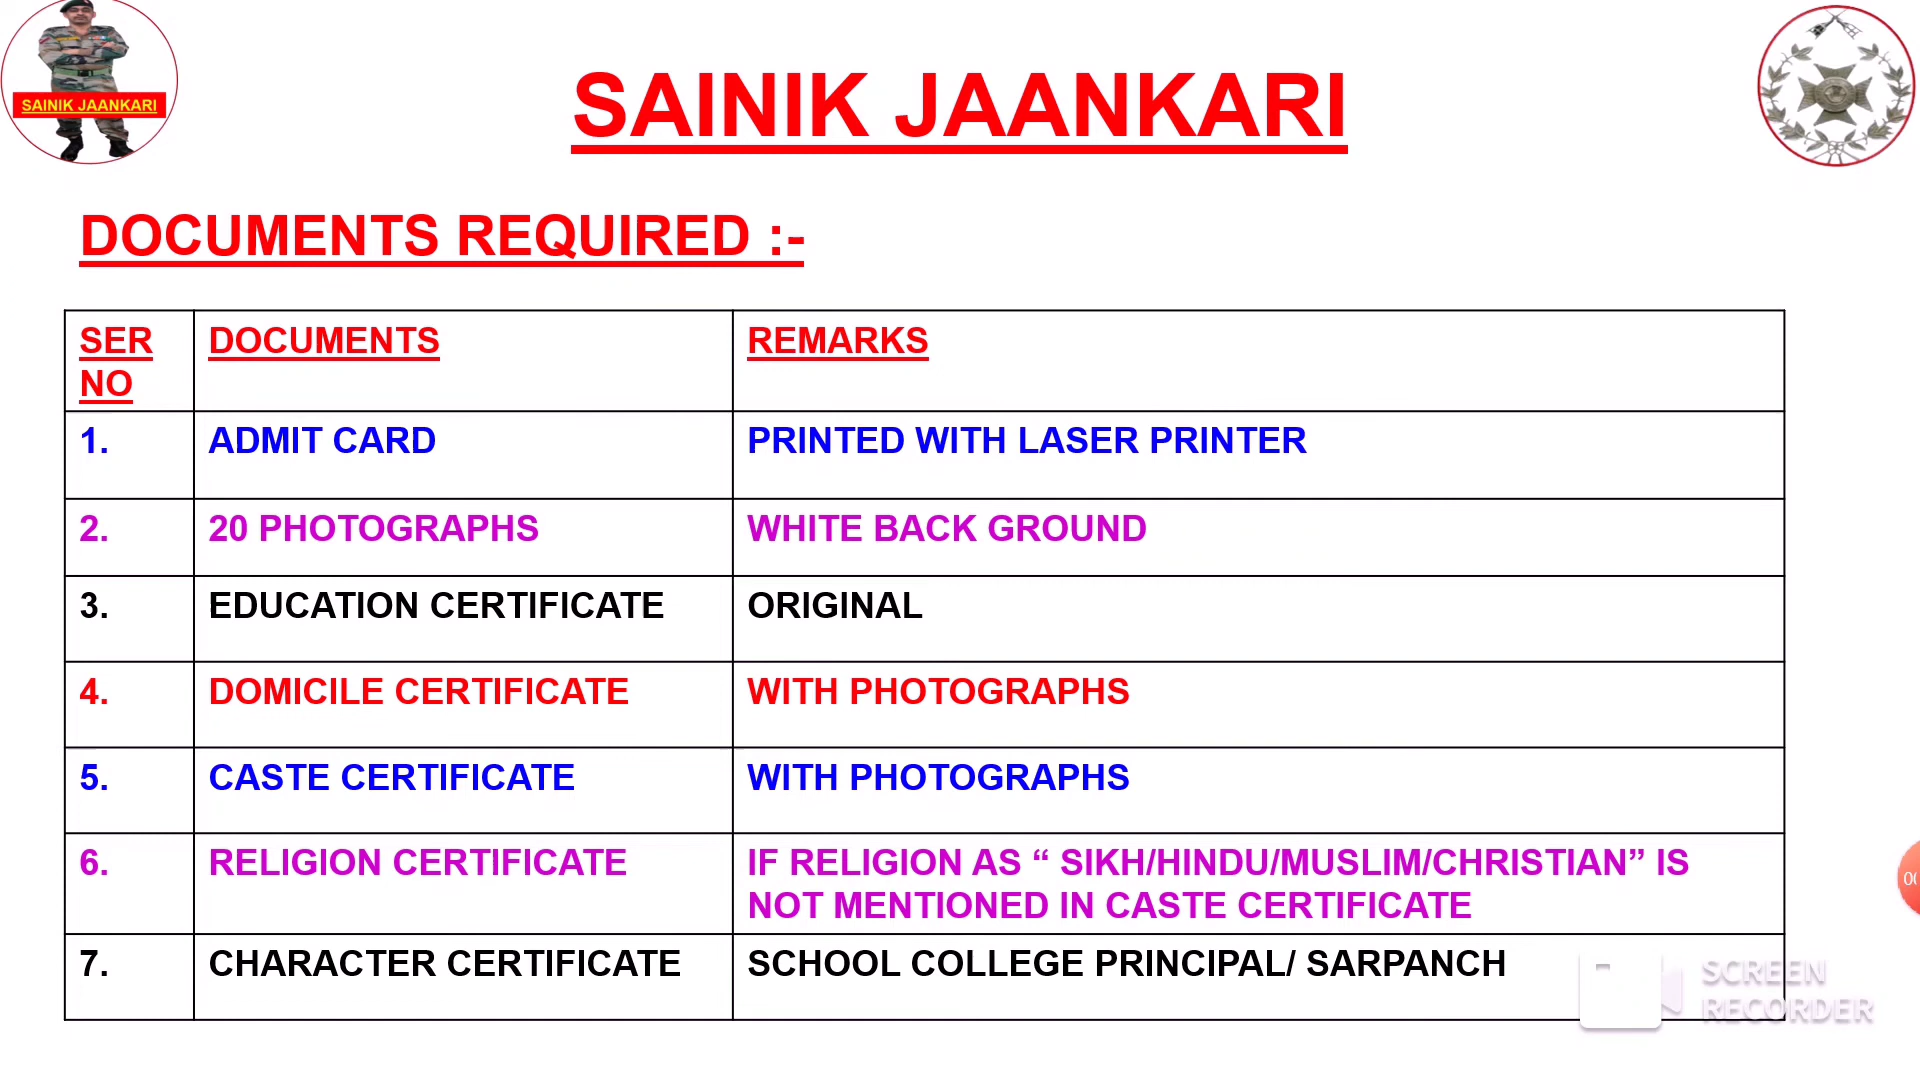 SAINIK JAANKARI
SAINIK JAANKARI
DOCUMENTS REQUIRED :-
SER NO DOCUMENTS REMARKS
1. ADMIT CARD PRINTED WITH LASER PRINTER
2. 20 PHOTOGRAPHS WHITE BACK GROUND
3. EDUCATION CERTIFICATE ORIGINAL
4. DOMICILE CERTIFICATE WITH PHOTOGRAPHS
5. CASTE CERTIFICATE WITH PHOTOGRAPHS
6. RELIGION CERTIFICATE IF RELIGION AS “ SIKH/HINDU/MUSLIM/CHRISTIAN” IS
NOT MENTIONED IN CASTE CERTIFICATE
7. CHARACTER CERTIFICATE SCHOOL COLLEGE PRINCIPAL/ SARPANCH
SCREEN
RECORDER